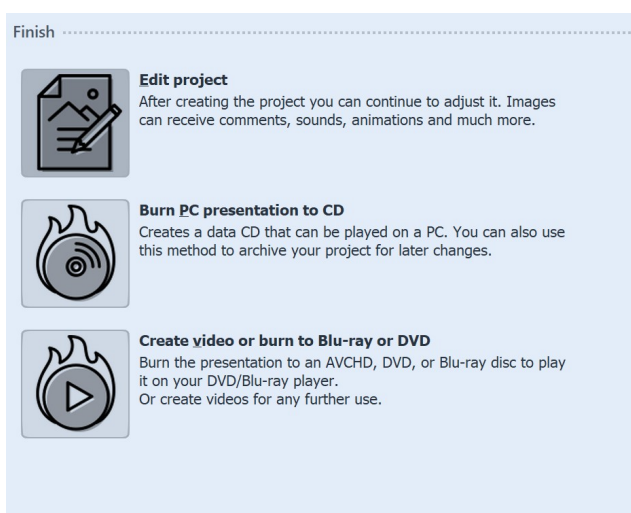 Finish
Edit project
After creating the project you can continue to adjust it. Images
can receive comments, sounds, animations and much more.
Burn PC presentation to CD
Creates a data CD that can be played on a PC. You can also use
this method to archive your project for later changes.
Create video or burn to Blu-ray or DVD
Burn the presentation to an AVCHD, DVD, or Blu-ray disc to play
it on your DVD/Blu-ray player.
Or create videos for any further use.